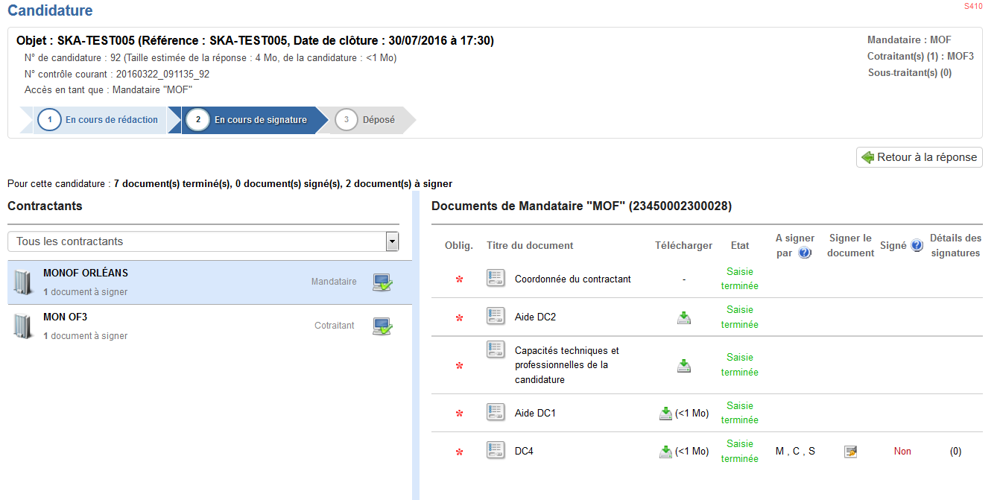 Candidature
S410
Objet : SKA-TEST005 (Référence : SKA-TEST005, Date de clôture : 30/07/2016 à 17:30)
N° de candidature : 92 (Taille estimée de la réponse : 4 Mo, de la candidature : <1 Mo)
N° contrôle courant : 20160322_091135_92
Accès en tant que : Mandataire "MOF"
Mandataire : MOF
Cotraitant(s) (1) : MOF3
Sous-traitant(s) (0)
1 En cours de rédaction
2 En cours de signature
3 Déposé
Retour à la réponse
Pour cette candidature : 7 document(s) terminé(s), 0 document(s) signé(s), 2 document(s) à signer
Contractants
Tous les contractants
MONOF ORLÉANS
1 document à signer
Mandataire
MON OF3
1 document à signer
Cotraitant
Documents de Mandataire "MOF" (23450002300028)
Oblig.
Titre du document
Télécharger
Etat
A signer
par ?
Signer le
document
Signé ?
Détails des
signatures
* Coordonnée du contractant -
Saisie
terminée
* Aide DC2
Saisie
terminée
* Capacités techniques et
professionnelles de la
candidature
Saisie
terminée
* Aide DC1 (<1 Mo)
Saisie
terminée
* DC4 (<1 Mo)
Saisie
terminée
M , C , S
Non
(0)